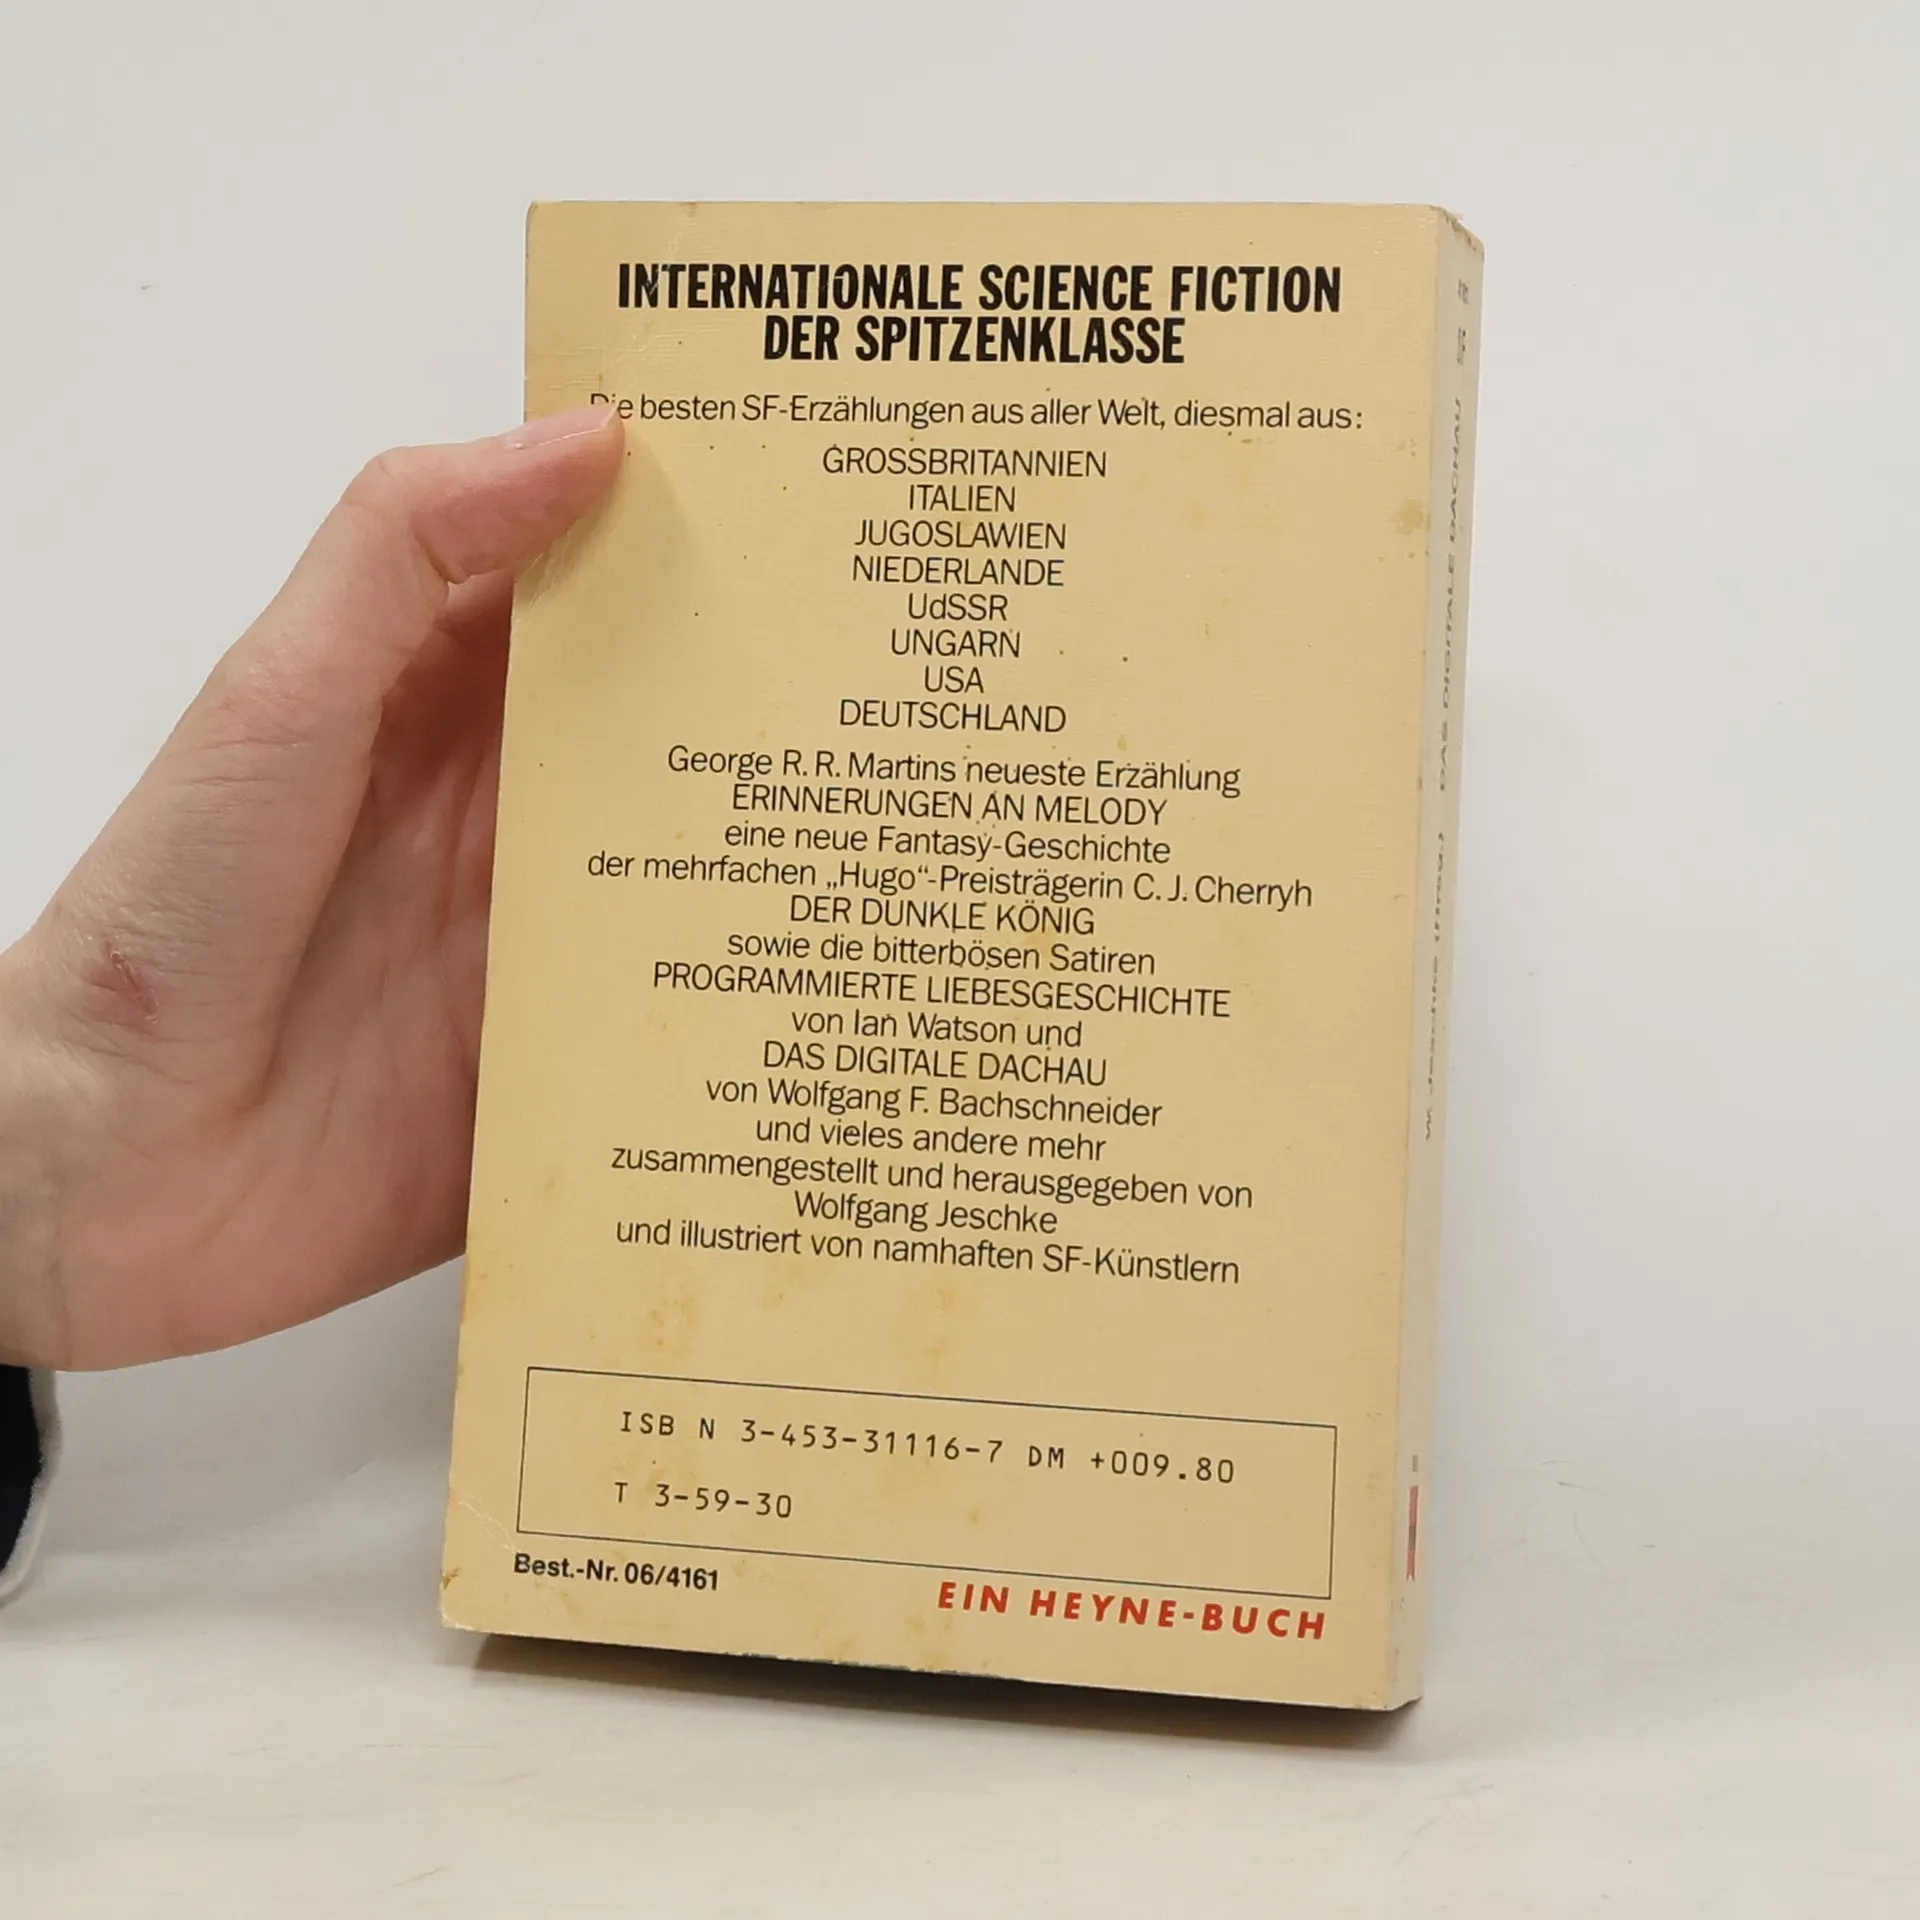 INTERNATIONALE SCIENCE FICTION
DER SPITZENKLASSE
Die besten SF-Erzählungen aus aller Welt, diesmal aus:
GROSSBRITANNIEN
ITALIEN
JUGOSLAWIEN
NIEDERLANDE
UdSSR
UNGARN
USA
DEUTSCHLAND
George R. R. Martins neueste Erzählung
ERINNERUNGEN AN MELODY
eine neue Fantasy-Geschichte
der mehrfachen „Hugo“-Preisträgerin C. J. Cherryh
DER DUNKLE KÖNIG
sowie die bitterbösen Satiren
PROGRAMMIERTE LIEBESGESCHICHTE
von Ian Watson und
DAS DIGITALE DACHAU
von Wolfgang F. Bachschneider
und vieles andere mehr
zusammengestellt und herausgegeben von
Wolfgang Jeschke
und illustriert von namhaften SF-Künstlern
ISB N 3-453-31116-7 DM +009.80
T 3-59-30
Best.-Nr. 06/4161
EIN HEYNE-BUCH
W. Jeschke (Hrsg.) DAS DIGITALE DACHAU